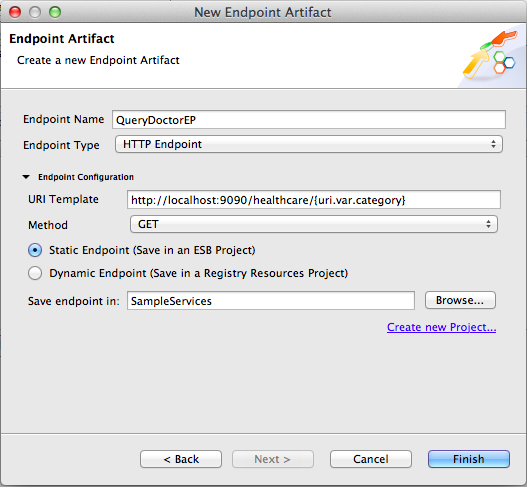 New Endpoint Artifact
Endpoint Artifact
Create a new Endpoint Artifact
Endpoint Name QueryDoctorEP
Endpoint Type HTTP Endpoint
Endpoint Configuration
URI Template http://localhost:9090/healthcare/{uri.var.category}
Method GET
Static Endpoint (Save in an ESB Project)
Dynamic Endpoint (Save in a Registry Resources Project)
Save endpoint in: SampleServices Browse...
Create new Project...
< Back Next > Cancel Finish